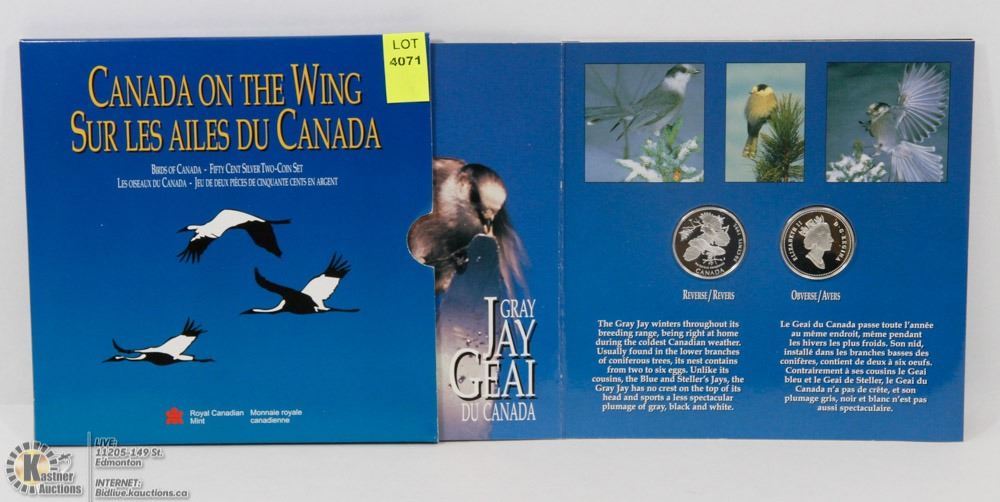 LOT
4071
CANADA ON THE WING
SUR LES AILES DU CANADA
BIRDS OF CANADA - FIFTY CENT SILVER TWO-COIN SET
LES OISEAUX DU CANADA - JEU DE DEUX PIÈCES DE CINQUANTE CENTS EN ARGENT
Royal Canadian
Mint
Monnaie royale
canadienne
GRAY
JAY
GEAI
DU CANADA
CANADA
ELIZABETH II
D·G·REGINA
REVERSE/REVERS
OBVERSE/AVERS
The Gray Jay winters throughout its
breeding range, being right at home
during the coldest Canadian weather.
Usually found in the lower branches
of coniferous trees, its nest contains
from two to six eggs. Unlike its
cousins, the Blue and Steller's Jays, the
Gray Jay has no crest on the top of its
head and sports a less spectacular
plumage of gray, black and white.
Le Geai du Canada passe toute l'année
au même endroit, même pendant
les hivers les plus froids. Son nid,
installé dans les branches basses des
conifères, contient de deux à six oeufs.
Contrairement à ses cousins le Geai
bleu et le Geai de Steller, le Geai du
Canada n'a pas de crête, et son
plumage gris, noir et blanc n'est pas
aussi spectaculaire.
K
Kastner
Auctions
LIVE:
11205-149 St.
Edmonton
INTERNET:
Bidlive.kauctions.ca